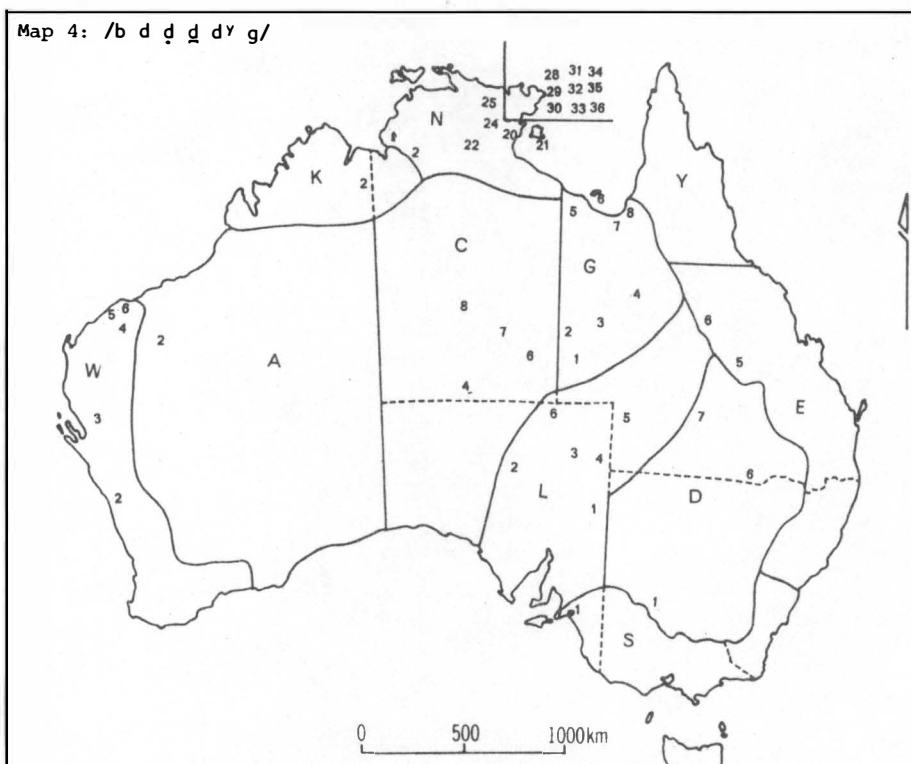 Map 4: /b d ḍ d̲ dʸ g/
28 31 34
25 29 32 35
N 30 33 36
24 20 21
1 2 22
K 2 Y
6
5 8
7
C G
8 4
5 6 2 7 3 6
4
W A 6 2 1 5
4 E
3 6 5 7
2 3 4 6
2 L 1 D
1 1
S
0 500 1000km